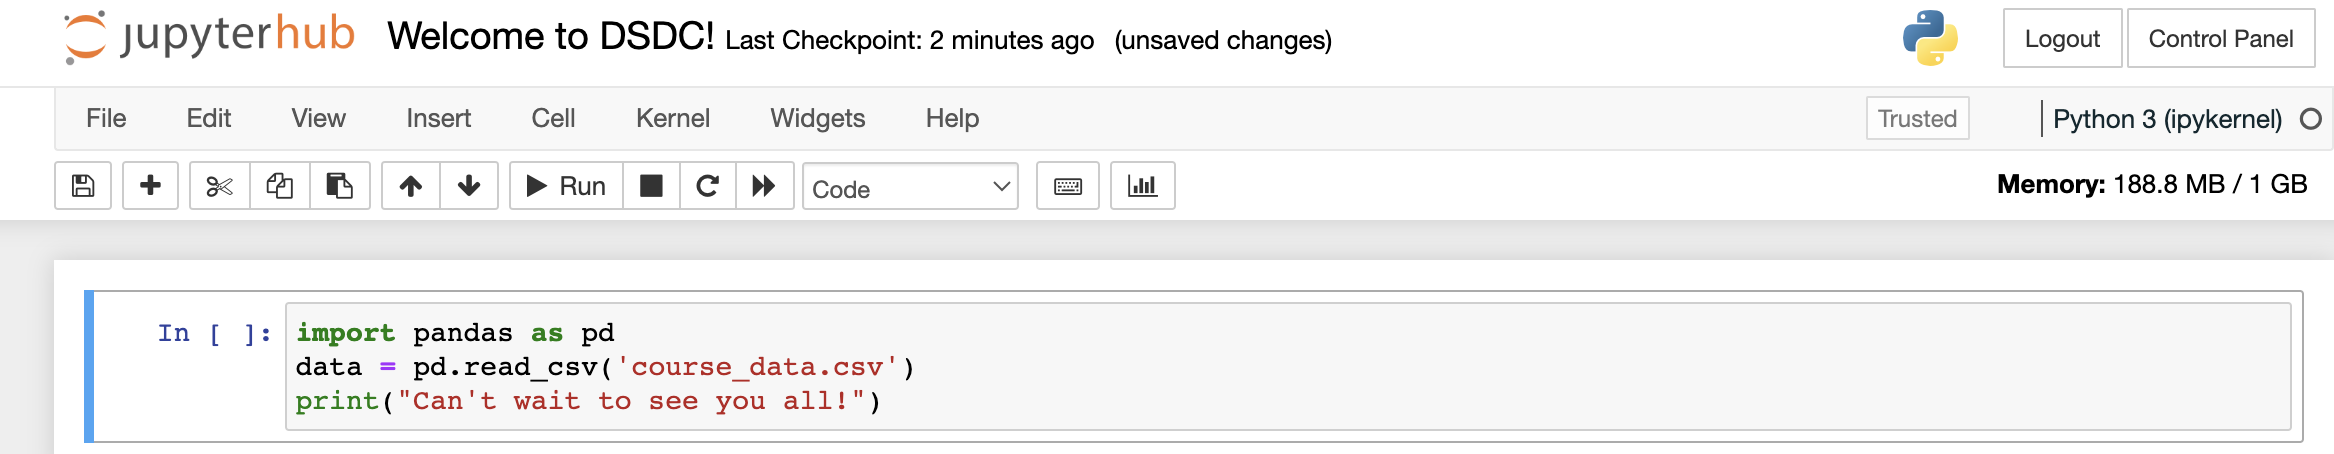 jupyterhub Welcome to DSDC! Last Checkpoint: 2 minutes ago (unsaved changes) Logout Control Panel
File Edit View Insert Cell Kernel Widgets Help Trusted Python 3 (ipykernel)
Run Code Memory: 188.8 MB / 1 GB
In [ ]: import pandas as pd
data = pd.read_csv('course_data.csv')
print("Can't wait to see you all!")